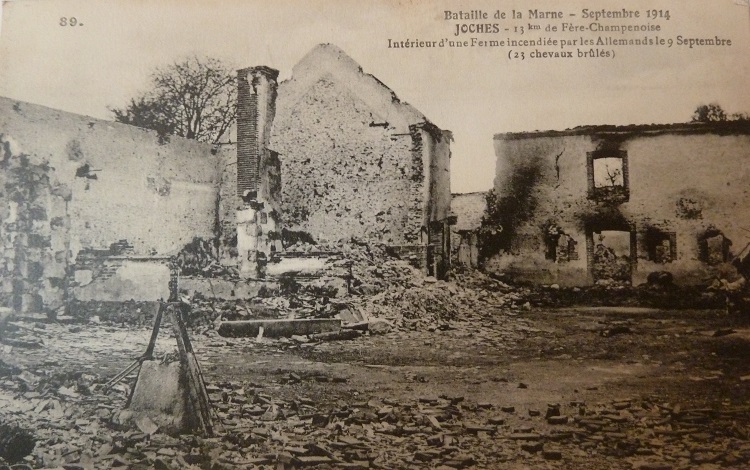 89.
Bataille de la Marne - Septembre 1914
JOCHES - 13 km de Fère-Champenoise
Intérieur d'une Ferme incendiée par les Allemands le 9 Septembre
(23 chevaux brûlés)